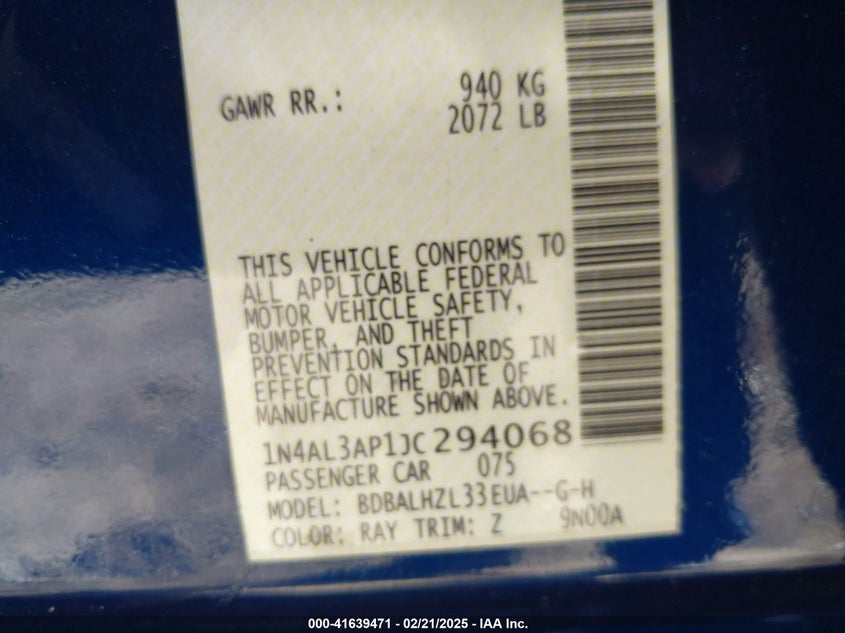 GAWR RR.: 940 KG
2072 LB
THIS VEHICLE CONFORMS TO
ALL APPLICABLE FEDERAL
MOTOR VEHICLE SAFETY,
BUMPER, AND THEFT
PREVENTION STANDARDS IN
EFFECT ON THE DATE OF
MANUFACTURE SHOWN ABOVE.
1N4AL3AP1JC294068
PASSENGER CAR 075
MODEL: BDBALHZL33EUA--G-H
COLOR: RAY TRIM: Z 9N00A
000-41639471 - 02/21/2025 - IAA Inc.